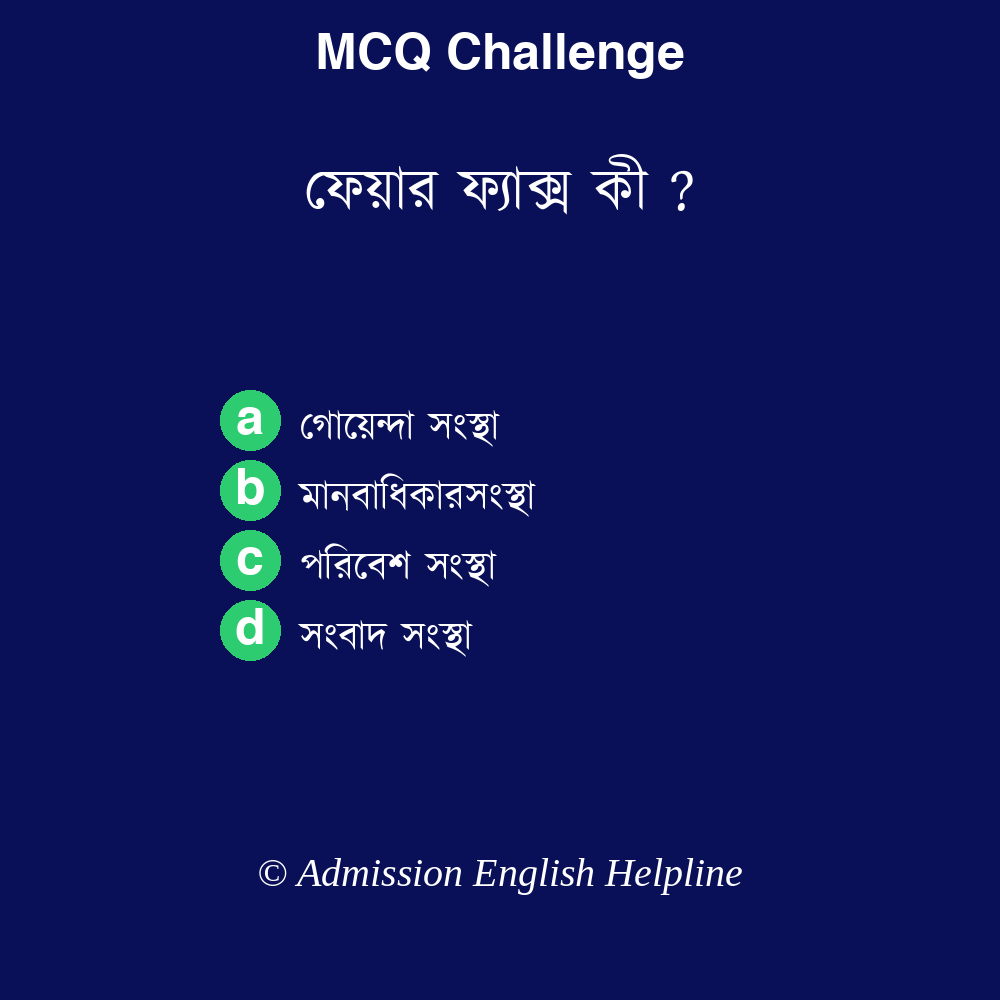 MCQ Challenge
ফেয়ার ফ্যাক্স কী ?
a গোয়েন্দা সংস্থা
b মানবাধিকারসংস্থা
c পরিবেশ সংস্থা
d সংবাদ সংস্থা
© Admission English Helpline